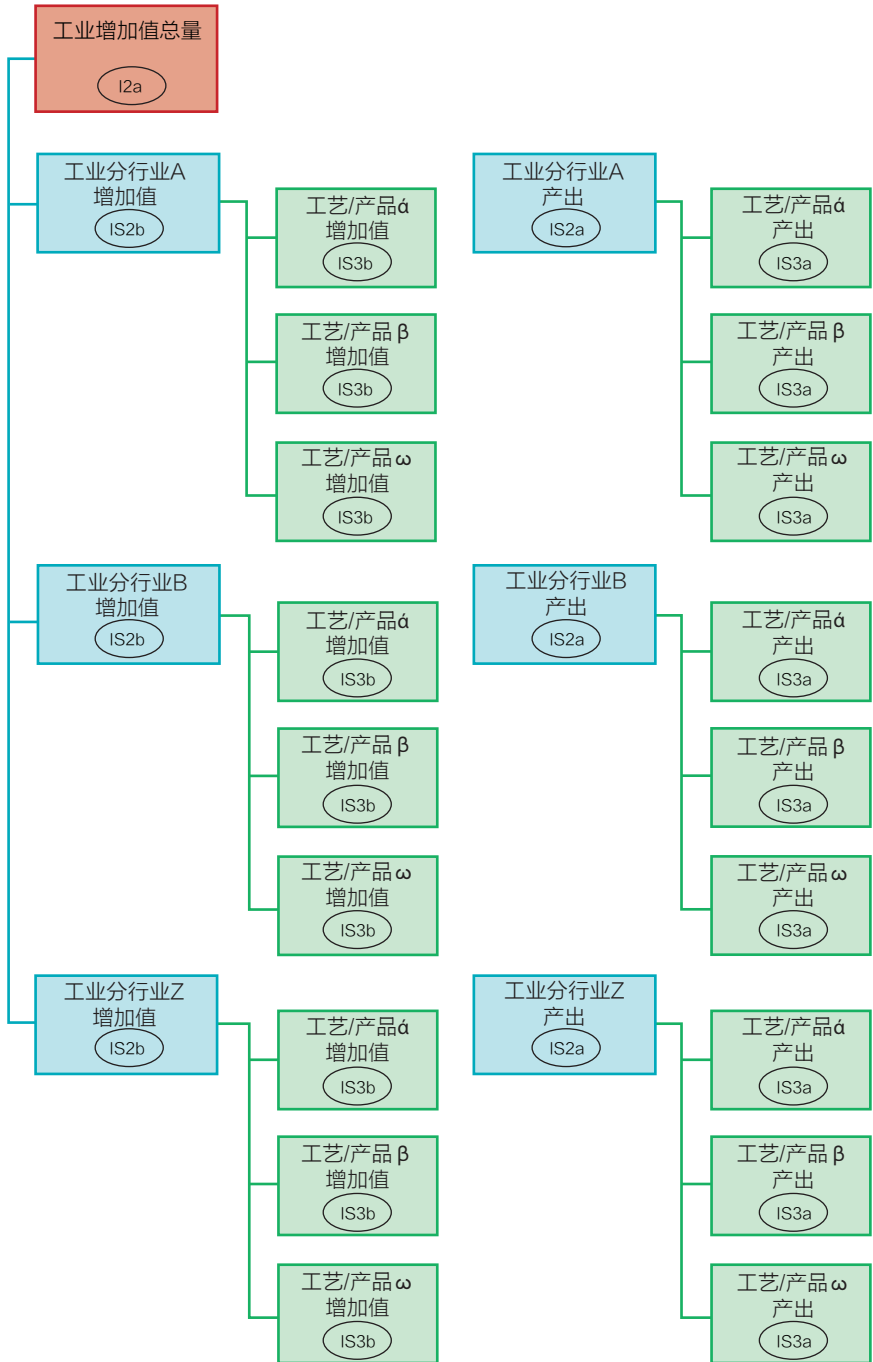 工业增加值总量
I2a
工业分行业A
增加值
IS2b
工艺/产品ά
增加值
IS3b
工艺/产品 β
增加值
IS3b
工艺/产品 ω
增加值
IS3b
工业分行业A
产出
IS2a
工艺/产品ά
产出
IS3a
工艺/产品 β
产出
IS3a
工艺/产品 ω
产出
IS3a
工业分行业B
增加值
IS2b
工艺/产品ά
增加值
IS3b
工艺/产品 β
增加值
IS3b
工艺/产品 ω
增加值
IS3b
工业分行业B
产出
IS2a
工艺/产品ά
产出
IS3a
工艺/产品 β
产出
IS3a
工艺/产品 ω
产出
IS3a
工业分行业Z
增加值
IS2b
工艺/产品ά
增加值
IS3b
工艺/产品 β
增加值
IS3b
工艺/产品 ω
增加值
IS3b
工业分行业Z
产出
IS2a
工艺/产品ά
产出
IS3a
工艺/产品 β
产出
IS3a
工艺/产品 ω
产出
IS3a